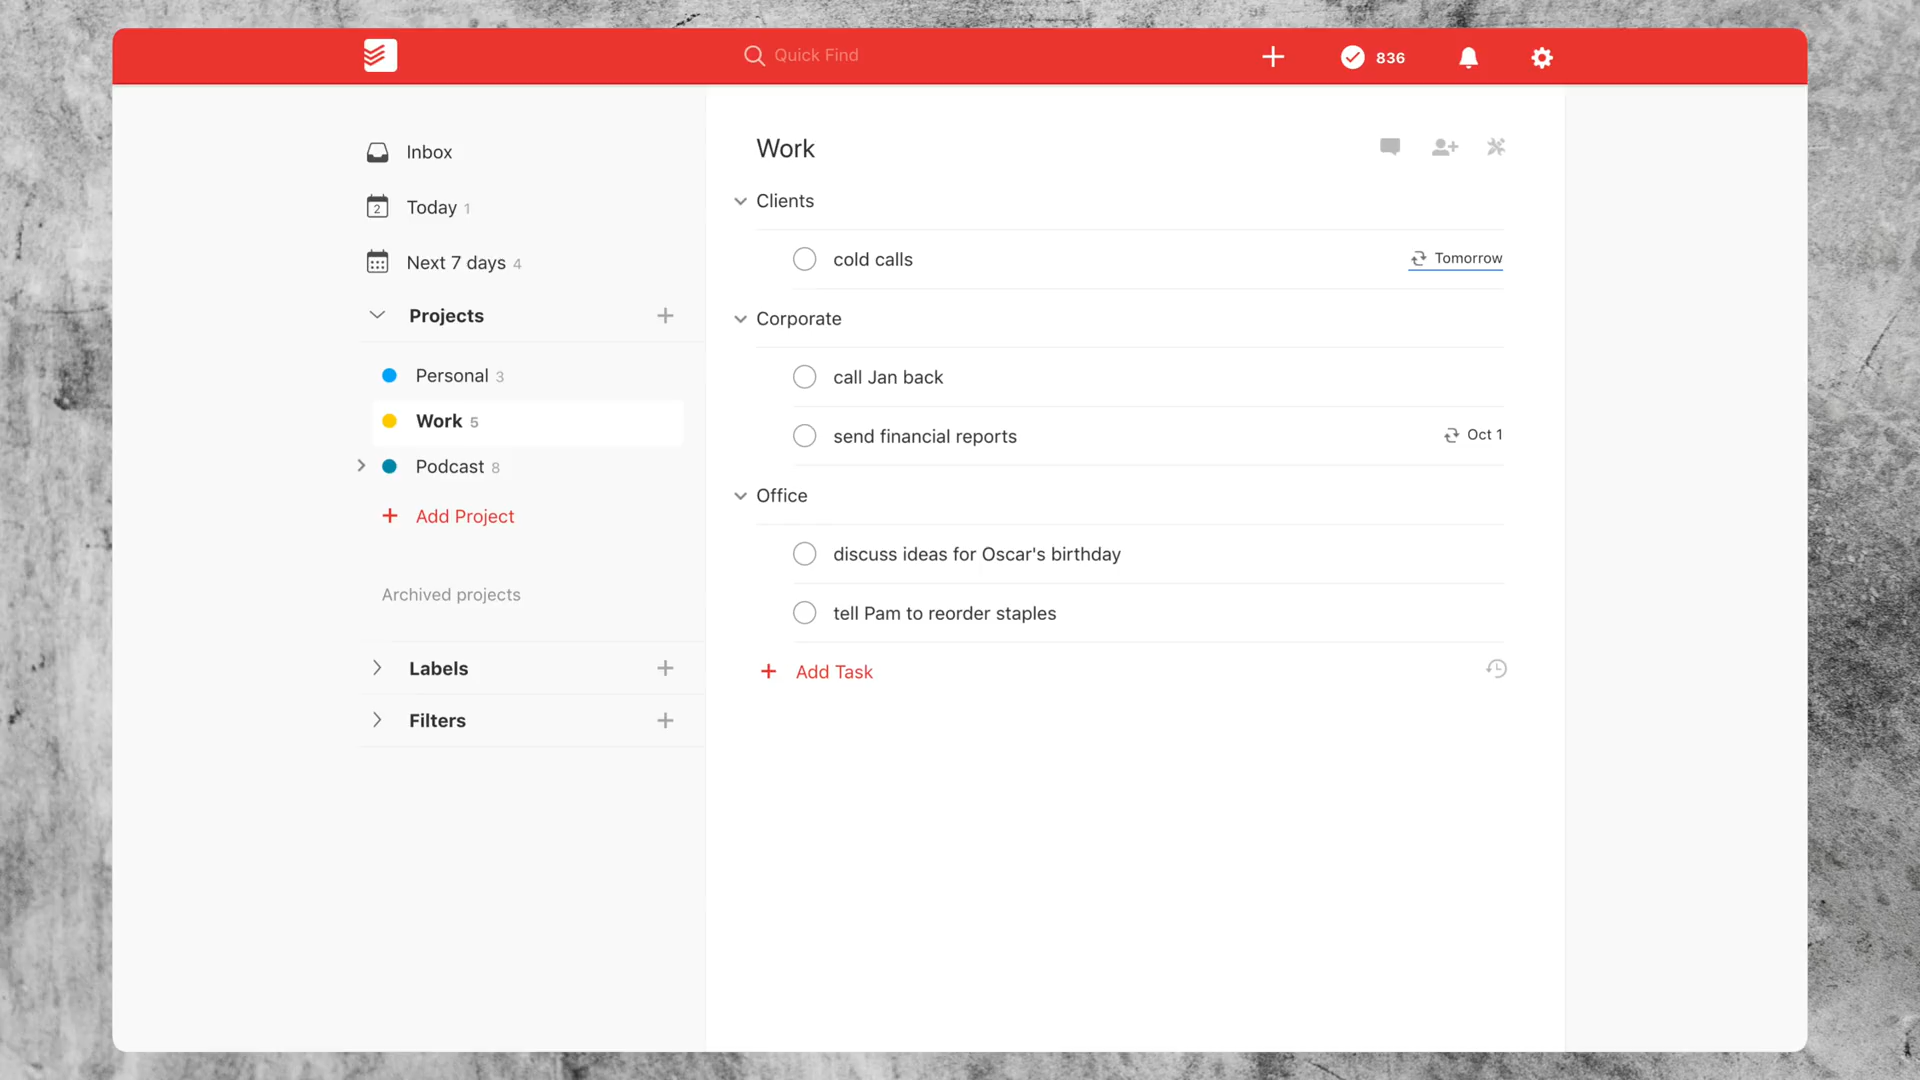 Quick Find
836
Inbox
2
Today 1
Next 7 days 4
Projects
Personal 3
Work 5
Podcast 8
Add Project
Archived projects
Labels
Filters
Work
Clients
cold calls
Tomorrow
Corporate
call Jan back
send financial reports
Oct 1
Office
discuss ideas for Oscar's birthday
tell Pam to reorder staples
Add Task